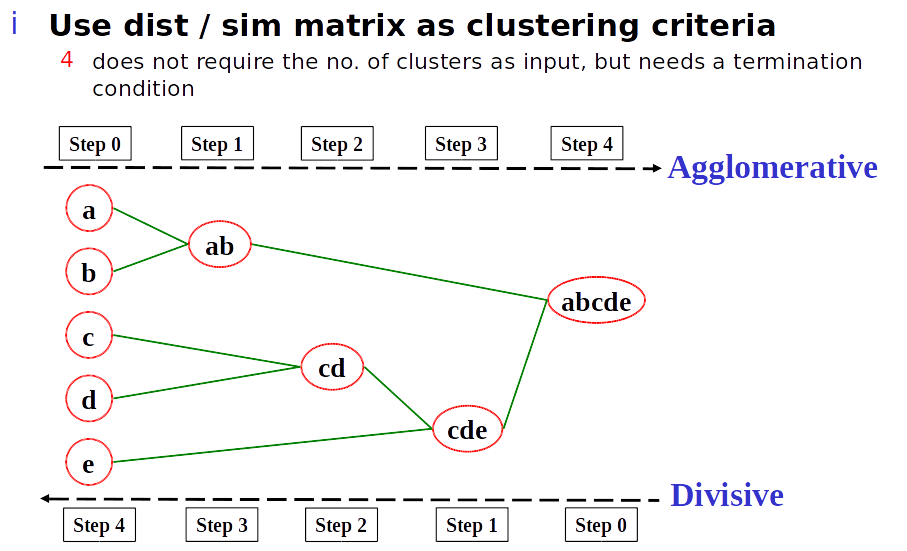 i Use dist / sim matrix as clustering criteria
4 does not require the no. of clusters as input, but needs a termination
condition
Step 0 Step 1 Step 2 Step 3 Step 4
Agglomerative
a
ab
b
abcde
c
cd
d
cde
e
Divisive
Step 4 Step 3 Step 2 Step 1 Step 0